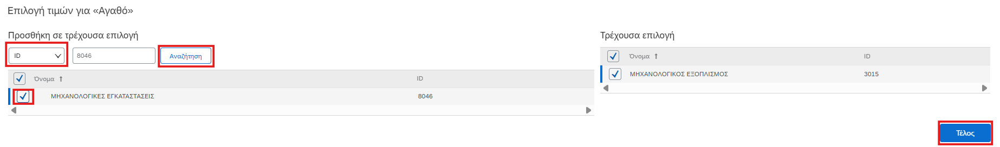 Επιλογή τιμών για «Αγαθό»
Προσθήκη σε τρέχουσα επιλογή
ID 8046 Αναζήτηση
Όνομα ↑ ID
ΜΗΧΑΝΟΛΟΓΙΚΕΣ ΕΓΚΑΤΑΣΤΑΣΕΙΣ 8046
Τρέχουσα επιλογή
Όνομα ↑ ID
ΜΗΧΑΝΟΛΟΓΙΚΟΣ ΕΞΟΠΛΙΣΜΟΣ 3015
Τέλος